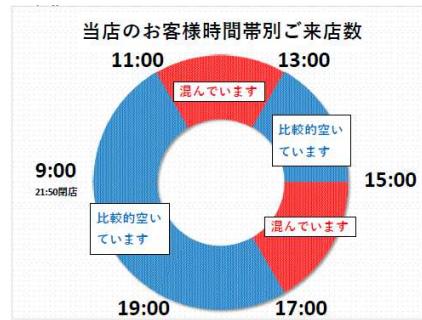 当店のお客様時間帯別ご来店数
11:00
13:00
混んでいます
比較的空い
ています
9:00
21:50閉店
15:00
比較的空い
ています
混んでいます
19:00
17:00